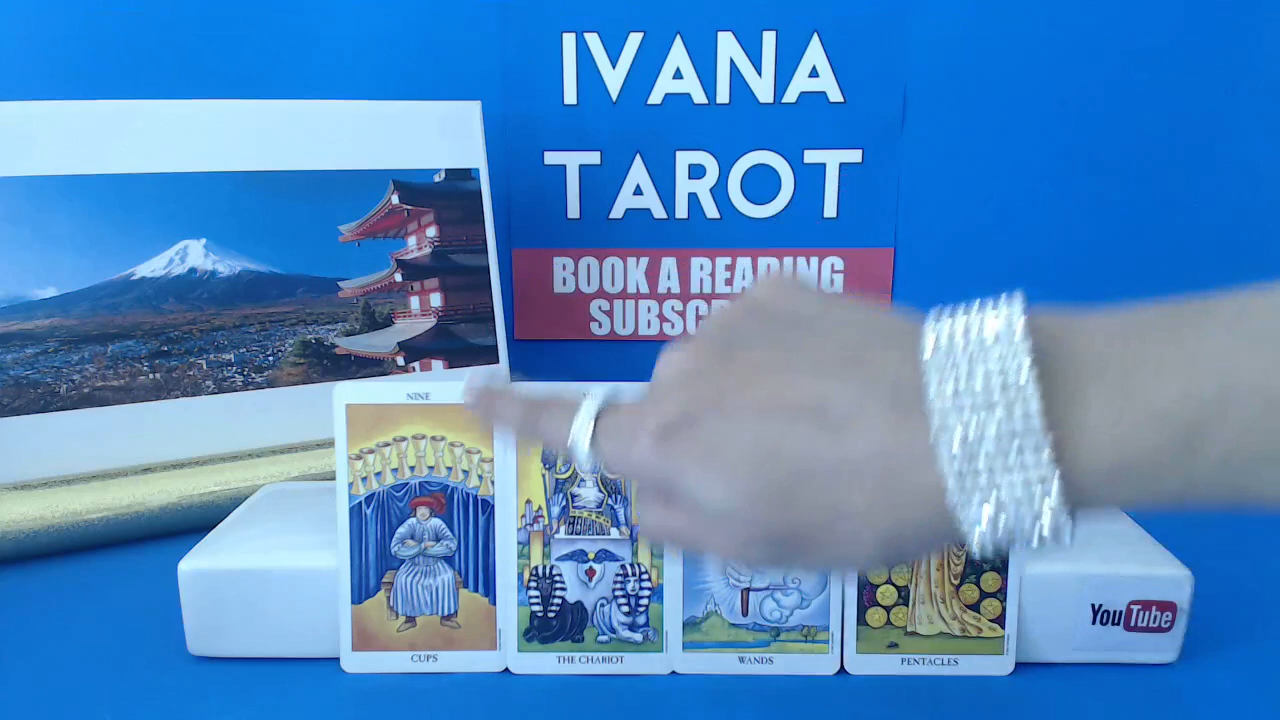 IVANA
TAROT
BOOK A READING
NINE
CUPS
THE CHARIOT
WANDS
PENTACLES
YouTube